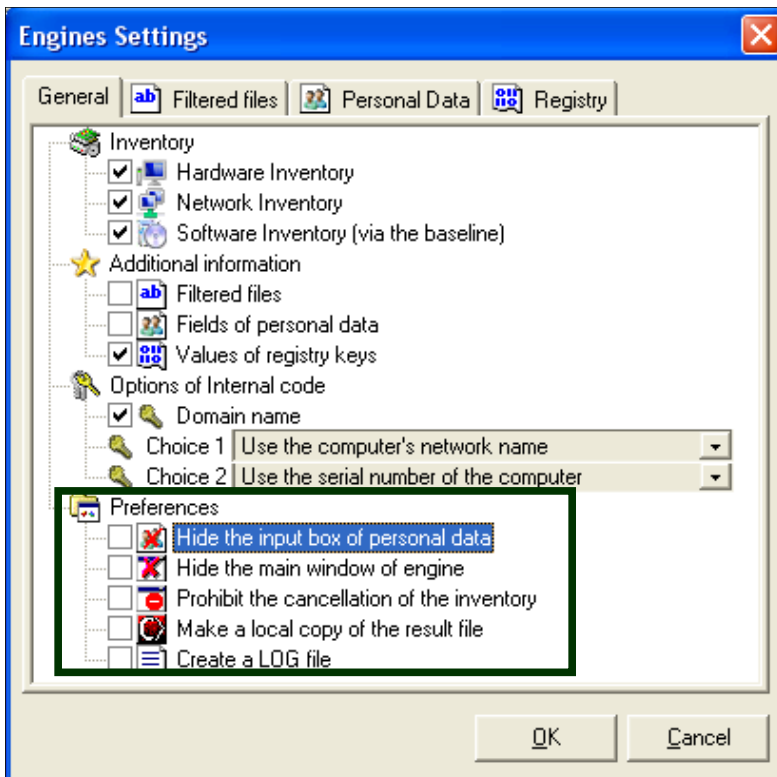 Engines Settings
General Filtered files Personal Data Registry
Inventory
Hardware Inventory
Network Inventory
Software Inventory (via the baseline)
Additional information
Filtered files
Fields of personal data
Values of registry keys
Options of Internal code
Domain name
Choice 1 Use the computer's network name
Choice 2 Use the serial number of the computer
Preferences
Hide the input box of personal data
Hide the main window of engine
Prohibit the cancellation of the inventory
Make a local copy of the result file
Create a LOG file
OK Cancel